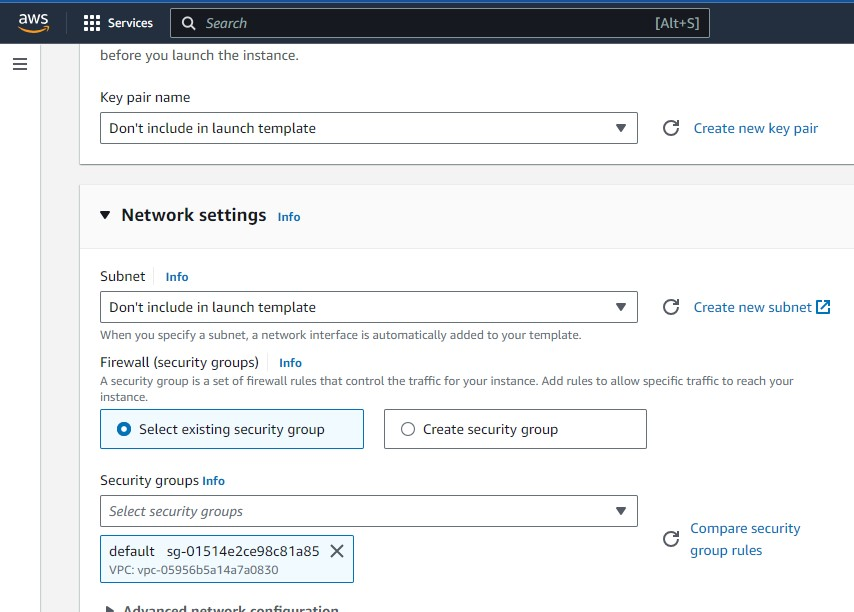 aws
Services
Search
[Alt+S]
before you launch the instance.
Key pair name
Don't include in launch template
Create new key pair
Network settings Info
Subnet Info
Don't include in launch template
Create new subnet
When you specify a subnet, a network interface is automatically added to your template.
Firewall (security groups) Info
A security group is a set of firewall rules that control the traffic for your instance. Add rules to allow specific traffic to reach your
instance.
Select existing security group
Create security group
Security groups Info
Select security groups
Compare security
group rules
default sg-01514e2ce98c81a85
VPC: vpc-05956b5a14a7a0830
Advanced network configuration